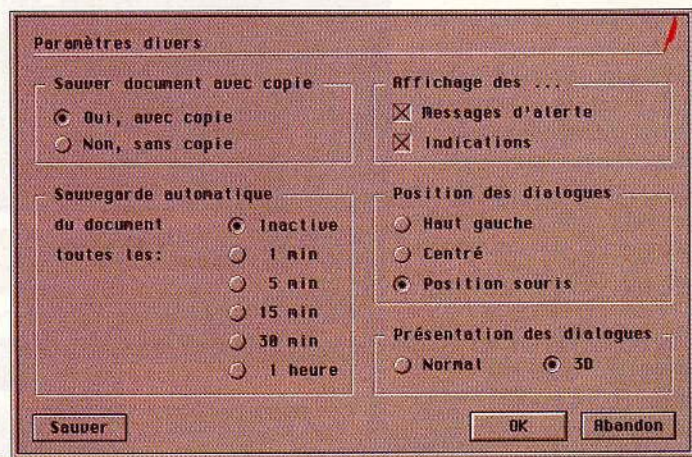 Paramètres divers
Sauver document avec copie
Oui, avec copie
Non, sans copie
Affichage des ...
Messages d'alerte
Indications
Sauvegarde automatique
du document
toutes les:
Inactive
1 min
5 min
15 min
30 min
1 heure
Position des dialogues
Haut gauche
Centré
Position souris
Présentation des dialogues
Normal
3D
Sauver
OK
Abandon